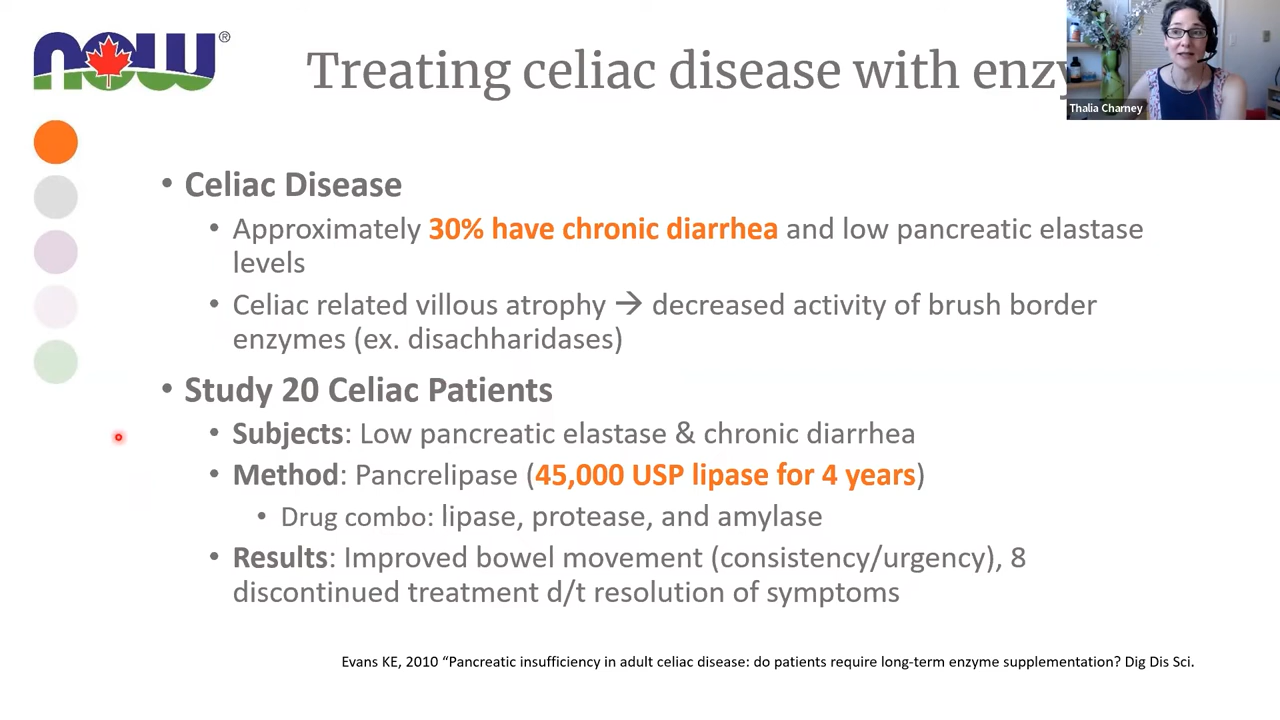 now®
Treating celiac disease with enzy
Thalia Charney
• Celiac Disease
• Approximately 30% have chronic diarrhea and low pancreatic elastase
levels
• Celiac related villous atrophy → decreased activity of brush border
enzymes (ex. disachharidases)
• Study 20 Celiac Patients
• Subjects: Low pancreatic elastase & chronic diarrhea
• Method: Pancrelipase (45,000 USP lipase for 4 years)
• Drug combo: lipase, protease, and amylase
• Results: Improved bowel movement (consistency/urgency), 8
discontinued treatment d/t resolution of symptoms
Evans KE, 2010 “Pancreatic insufficiency in adult celiac disease: do patients require long-term enzyme supplementation? Dig Dis Sci.